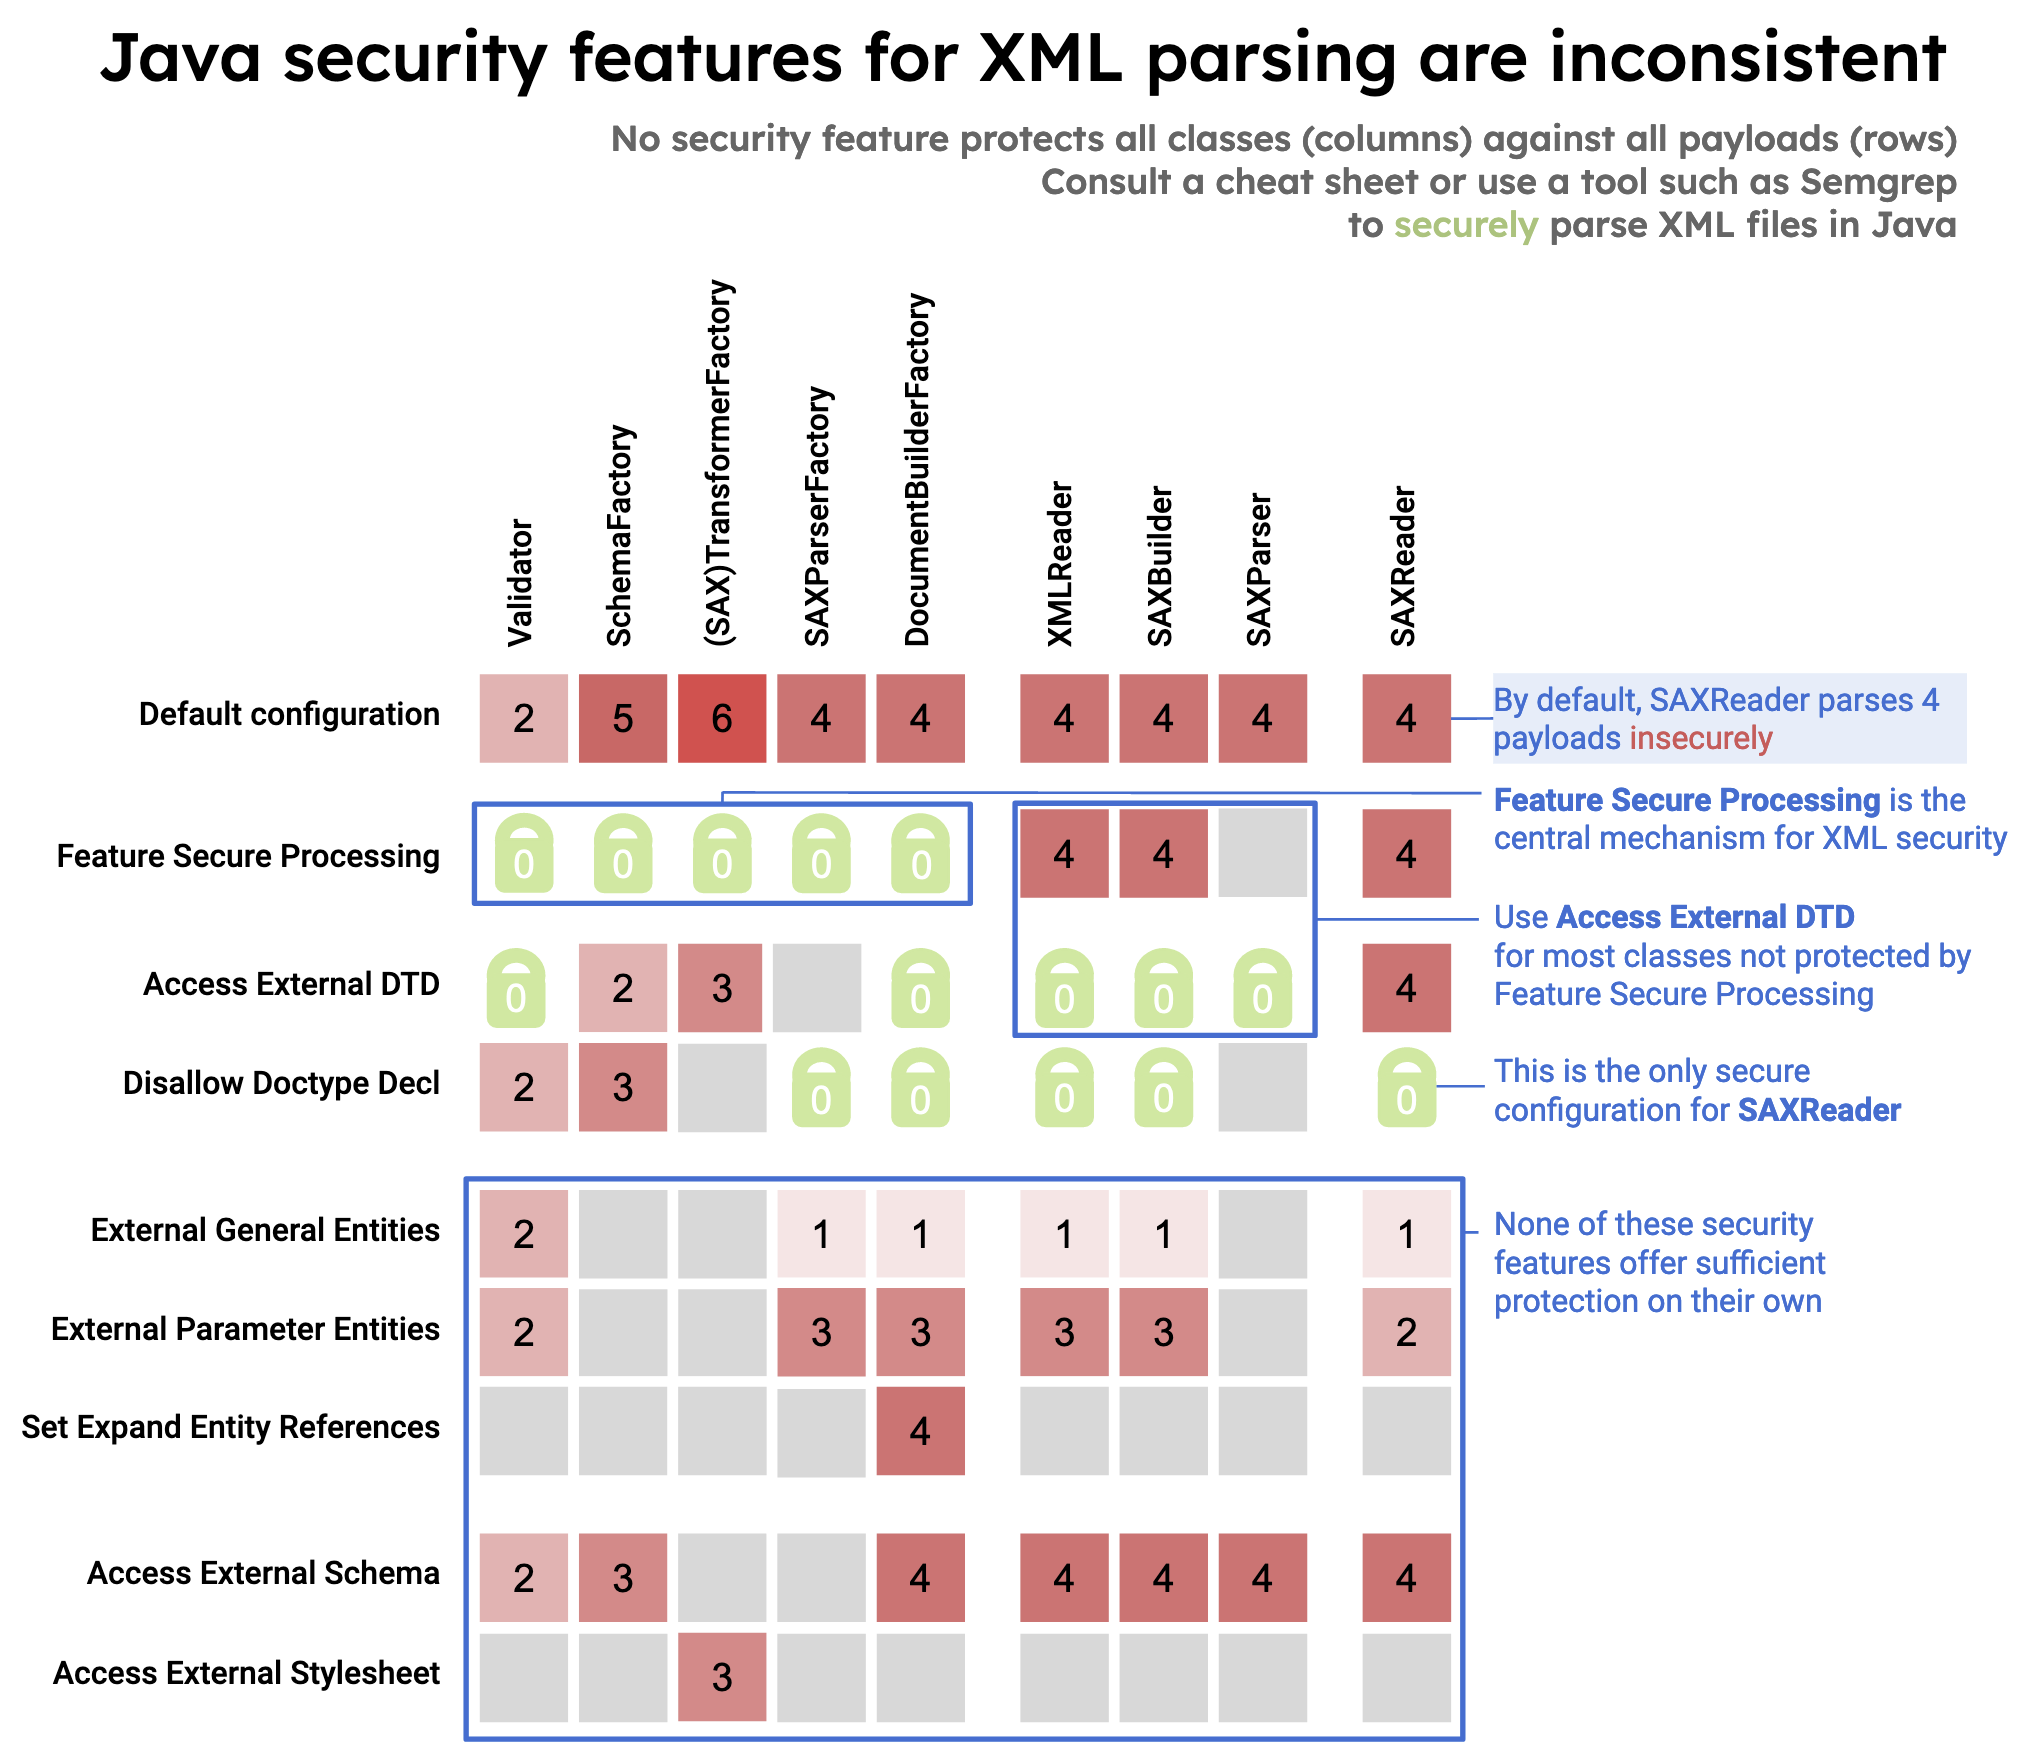 Java security features for XML parsing are inconsistent
No security feature protects all classes (columns) against all payloads (rows)
Consult a cheat sheet or use a tool such as Semgrep
to securely parse XML files in Java
Validator
SchemaFactory
(SAX)TransformerFactory
SAXParserFactory
DocumentBuilderFactory
XMLReader
SAXBuilder
SAXParser
SAXReader
Default configuration 2 5 6 4 4 4 4 4 4
By default, SAXReader parses 4
payloads insecurely
Feature Secure Processing 0 0 0 0 0 4 4 4
Feature Secure Processing is the
central mechanism for XML security
Use Access External DTD
for most classes not protected by
Feature Secure Processing
Access External DTD 0 2 3 0 0 0 0 4
Disallow Doctype Decl 2 3 0 0 0 0 0
This is the only secure
configuration for SAXReader
External General Entities 2 1 1 1 1 1
None of these security
features offer sufficient
protection on their own
External Parameter Entities 2 3 3 3 3 2
Set Expand Entity References 4
Access External Schema 2 3 4 4 4 4 4
Access External Stylesheet 3